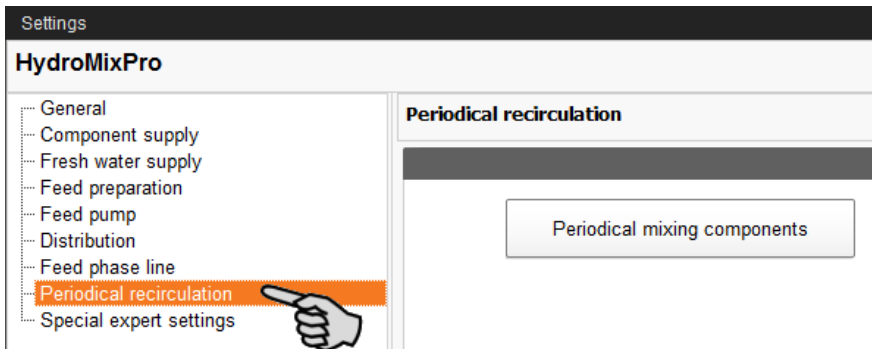 Settings
HydroMixPro
General
Component supply
Fresh water supply
Feed preparation
Feed pump
Distribution
Feed phase line
Periodical recirculation
Special expert settings
Periodical recirculation
Periodical mixing components